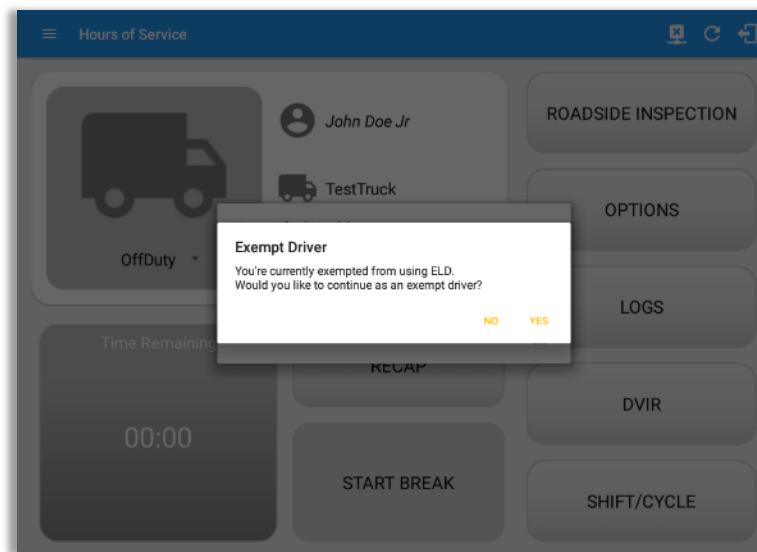 Hours of Service
John Doe Jr
TestTruck
OffDuty
ROADSIDE INSPECTION
OPTIONS
LOGS
DVIR
SHIFT/CYCLE
Exempt Driver
You're currently exempted from using ELD.
Would you like to continue as an exempt driver?
NO YES
Time Remaining
00:00
RECAP
START BREAK